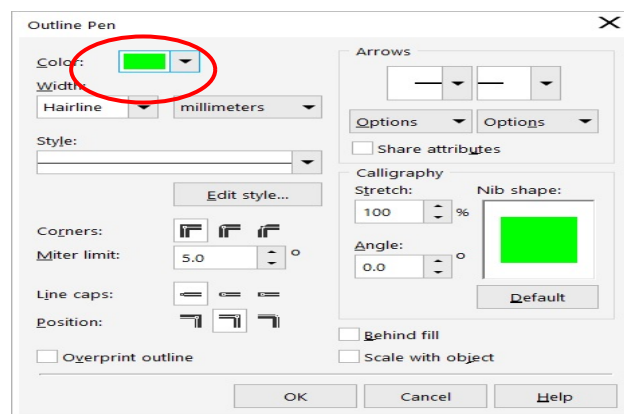 Outline Pen
Color:
Width:
Hairline millimeters
Style:
Edit style...
Corners:
Miter limit: 5.0 °
Line caps:
Position:
Overprint outline
Arrows
Options Options
Share attributes
Calligraphy
Stretch: Nib shape:
100 %
Angle:
0.0 °
Default
Behind fill
Scale with object
OK Cancel Help